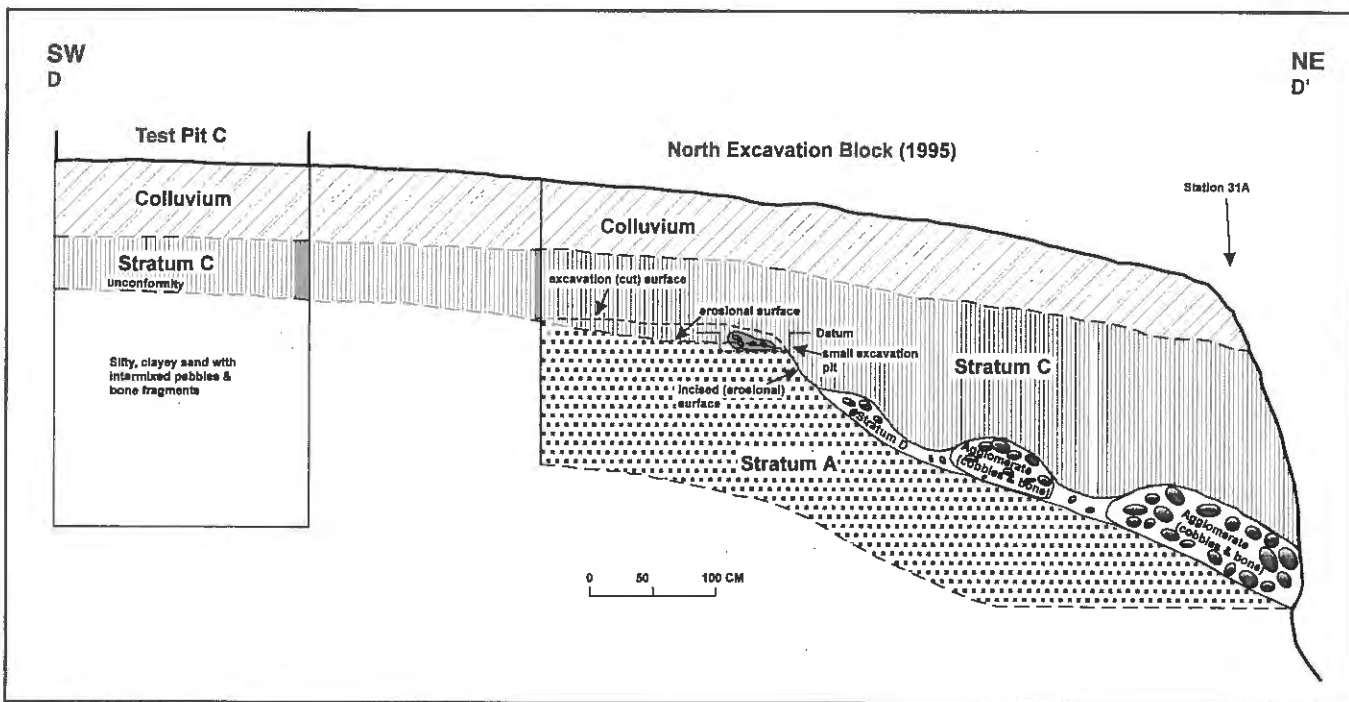 SW
D
NE
D'
Test Pit C
North Excavation Block (1995)
Station 31A
Colluvium
Colluvium
Stratum C
unconformity
excavation (cut) surface
erosional surface
Datum
small excavation
pit
Stratum C
Silty, clayey sand with
intermixed pebbles &
bone fragments
Incised (erosional)
surface
Stratum D
Agglomerate
(cobbles & bone)
Stratum A
Agglomerate
(cobbles & bone)
0 50 100 CM